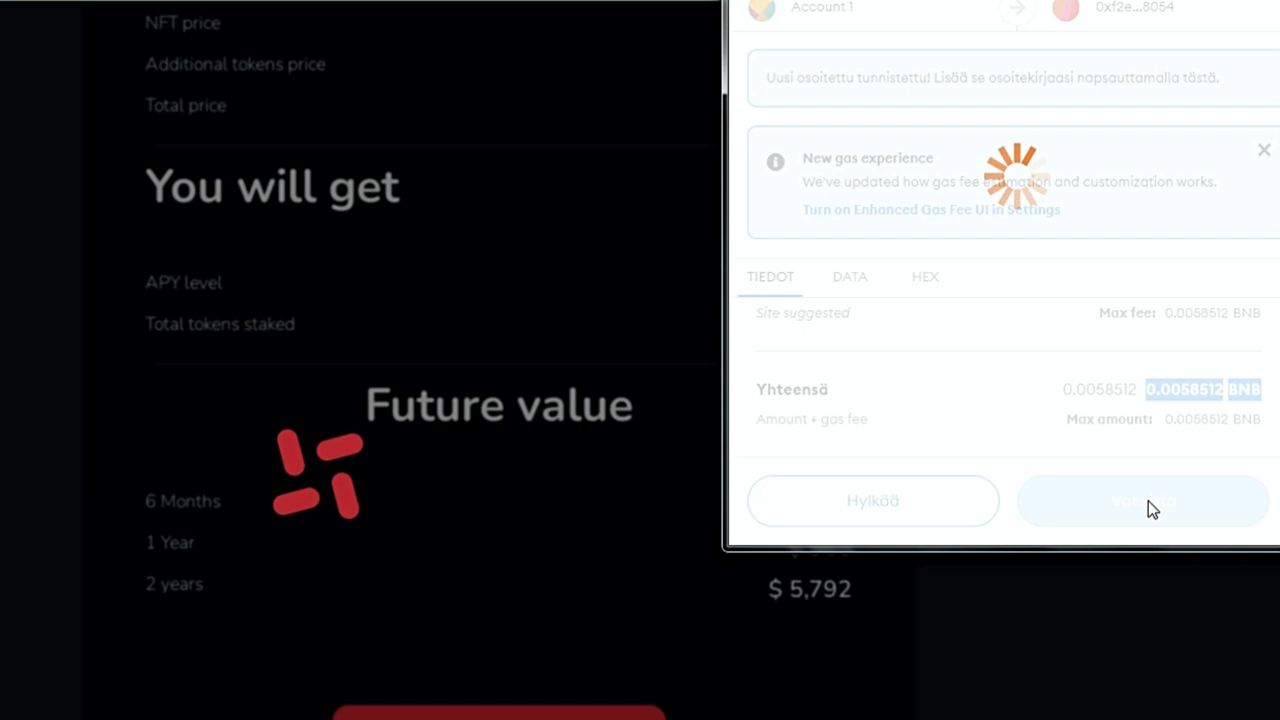 NFT price
Additional tokens price
Total price
You will get
APY level
Total tokens staked
Future value
6 Months
1 Year
2 years
$ 5,792
Account 1
0xf2e...8054
Uusi osoitettu tunnistettu! Lisää se osoitekirjaasi napsauttamalla tästä.
New gas experience
We've updated how gas fee estimation and customization works.
Turn on Enhanced Gas Fee UI in Settings
TIEDOT DATA HEX
Site suggested Max fee: 0.0058512 BNB
Yhteensä 0.0058512 0.0058512 BNB
Amount + gas fee Max amount: 0.0058512 BNB
Hylkää